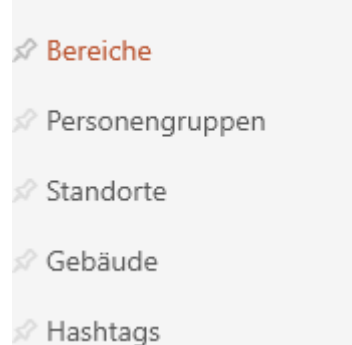 Bereiche
Personengruppen
Standorte
Gebäude
Hashtags